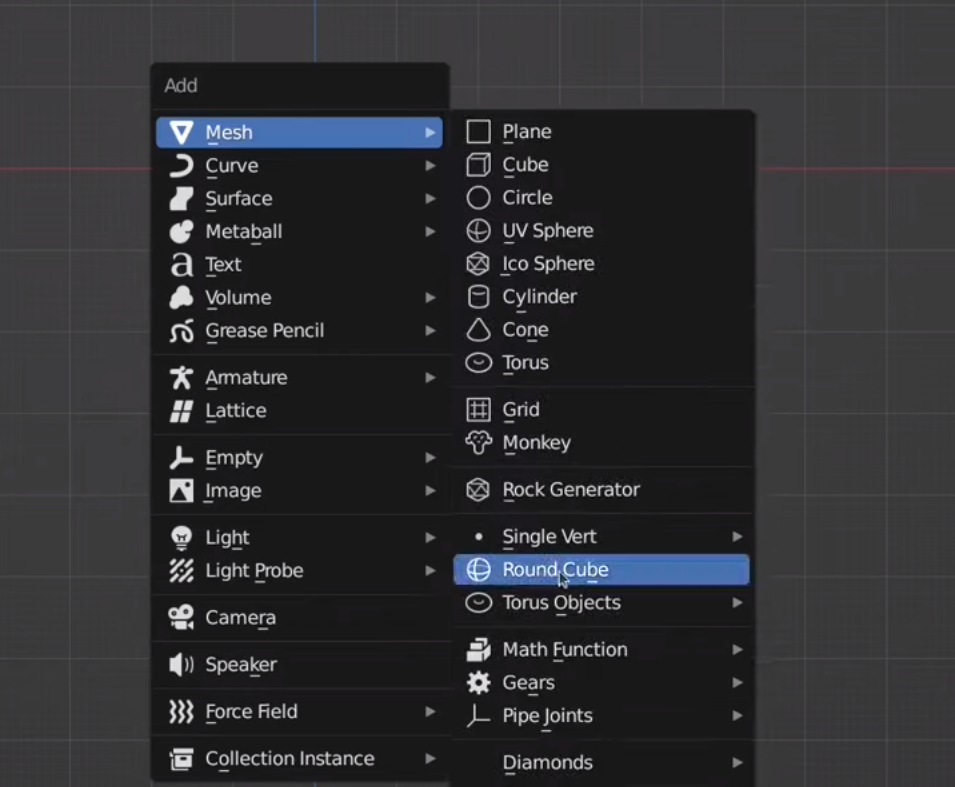 Add
Mesh
Curve
Surface
Metaball
Text
Volume
Grease Pencil
Armature
Lattice
Empty
Image
Light
Light Probe
Camera
Speaker
Force Field
Collection Instance
Plane
Cube
Circle
UV Sphere
Ico Sphere
Cylinder
Cone
Torus
Grid
Monkey
Rock Generator
Single Vert
Round Cube
Torus Objects
Math Function
Gears
Pipe Joints
Diamonds